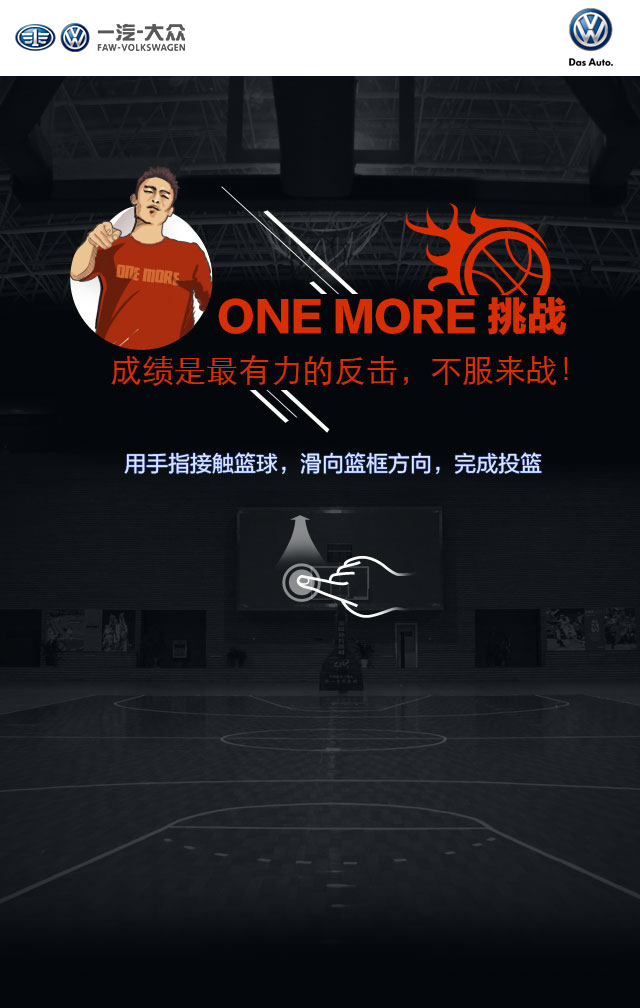 一汽-大众
FAW-VOLKSWAGEN
Das Auto.
ONE MORE
ONE MORE 挑战
成绩是最有力的反击，不服来战！
用手指接触篮球，滑向篮框方向，完成投篮